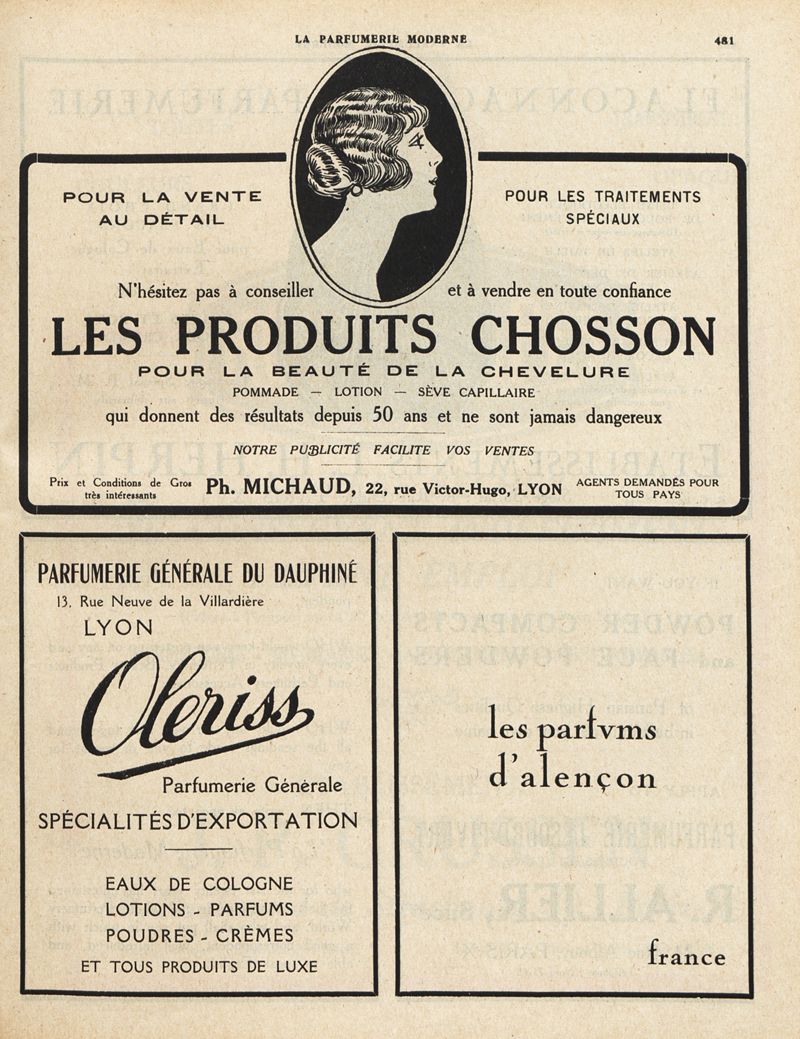 LA PARFUMERIE MODERNE
481
POUR LA VENTE
AU DÉTAIL
POUR LES TRAITEMENTS
SPÉCIAUX
N'hésitez pas à conseiller
et à vendre en toute confiance
LES PRODUITS CHOSSON
POUR LA BEAUTÉ DE LA CHEVELURE
POMMADE — LOTION — SÈVE CAPILLAIRE
qui donnent des résultats depuis 50 ans et ne sont jamais dangereux
NOTRE PUBLICITÉ FACILITE VOS VENTES
Prix et Conditions de Gros
très intéressants
Ph. MICHAUD, 22, rue Victor-Hugo, LYON
AGENTS DEMANDÉS POUR
TOUS PAYS
PARFUMERIE GÉNÉRALE DU DAUPHINÉ
13, Rue Neuve de la Villardière
LYON
Oleriss
Parfumerie Générale
SPÉCIALITÉS D'EXPORTATION
EAUX DE COLOGNE
LOTIONS - PARFUMS
POUDRES - CRÈMES
ET TOUS PRODUITS DE LUXE
les parfvms
d'alençon
france